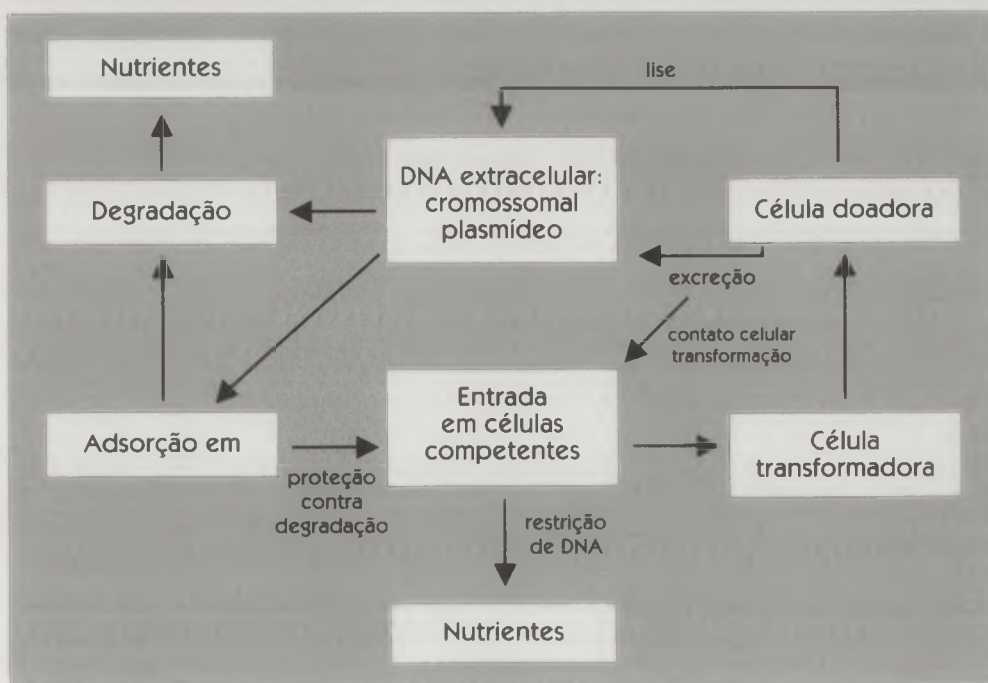 Nutrientes
lise
DNA extracelular:
cromossomal
plasmídeo
Degradação
Célula doadora
excreção
contato celular
transformação
Entrada
em células
competentes
Adsorção em
Célula
transformadora
proteção
contra
degradação
restrição
de DNA
Nutrientes